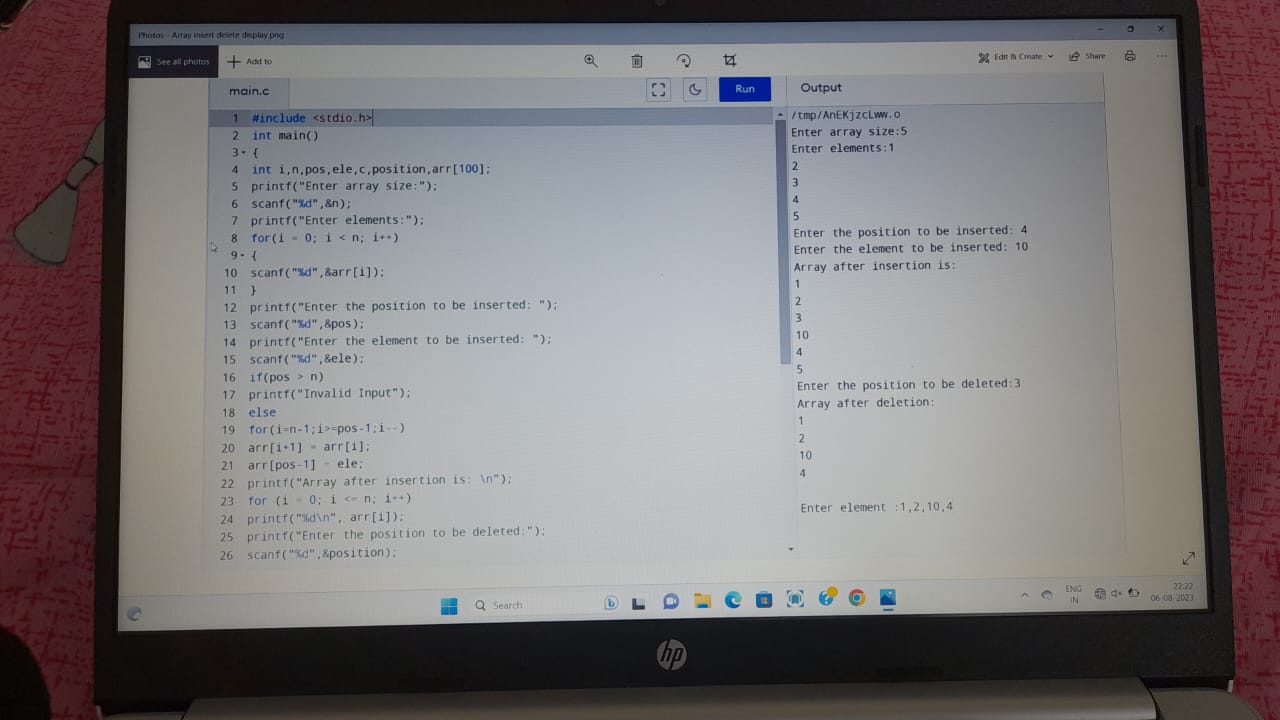 Photos - Array insert delete display.png
See all photos
Add to
Edit & Create
Share
main.c
Run
Output
1 #include <stdio.h>
2 int main()
3 {
4 int i,n,pos,ele,c,position,arr[100];
5 printf("Enter array size:");
6 scanf("%d",&n);
7 printf("Enter elements:");
8 for(i = 0; i < n; i++)
9 {
10 scanf("%d",&arr[i]);
11 }
12 printf("Enter the position to be inserted: ");
13 scanf("%d",&pos);
14 printf("Enter the element to be inserted: ");
15 scanf("%d",&ele);
16 if(pos > n)
17 printf("Invalid Input");
18 else
19 for(i=n-1;i>=pos-1;i--)
20 arr[i+1] = arr[i];
21 arr[pos-1] = ele;
22 printf("Array after insertion is: \n");
23 for (i = 0; i <= n; i++)
24 printf("%d\n", arr[i]);
25 printf("Enter the position to be deleted:");
26 scanf("%d",&position);
/tmp/AnEKjzcLww.o
Enter array size:5
Enter elements:1
2
3
4
5
Enter the position to be inserted: 4
Enter the element to be inserted: 10
Array after insertion is:
1
2
3
10
4
5
Enter the position to be deleted:3
Array after deletion:
1
2
10
4
Enter element :1,2,10,4
Search
ENG
IN
22:22
06-08-2023
hp